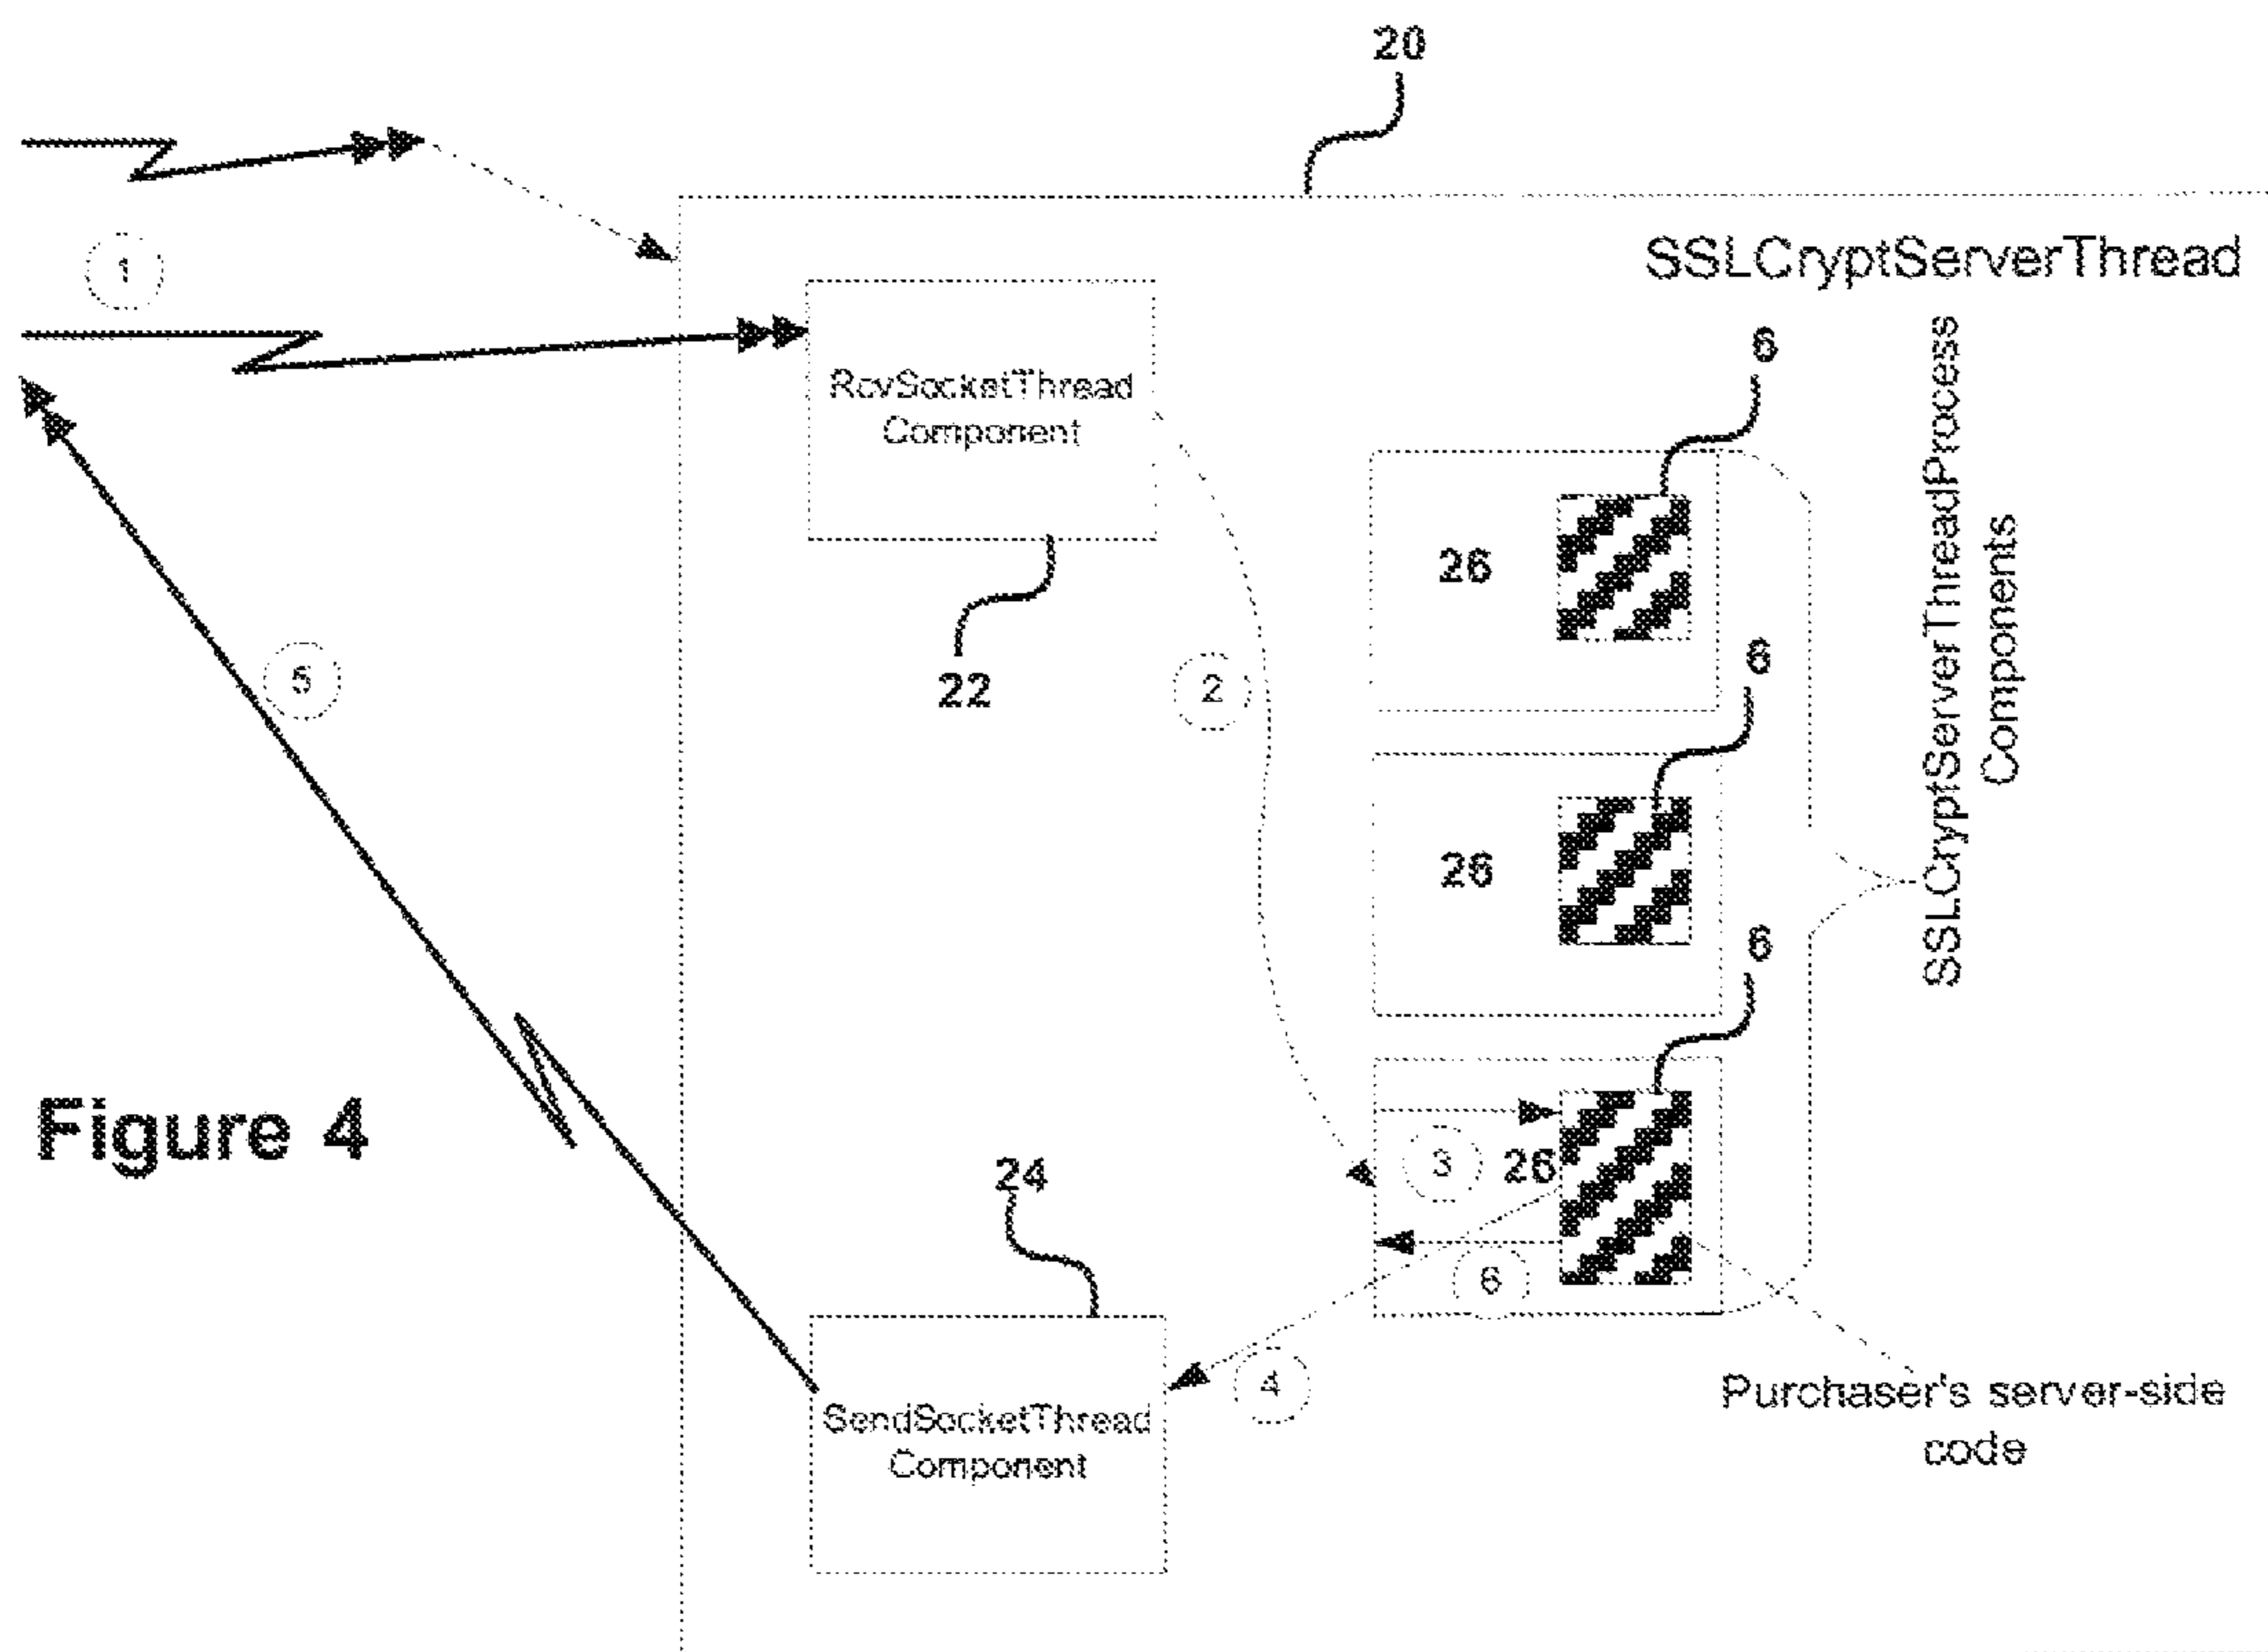 20
SSLCryptServerThread
1
6
RcvSocketThread
Component
SSLCryptServerThreadProcess
Components
26
22
5
2
6
26
6
Figure 4
3
26
24
6
4
SendSocketThread
Component
Purchaser's server-side
code